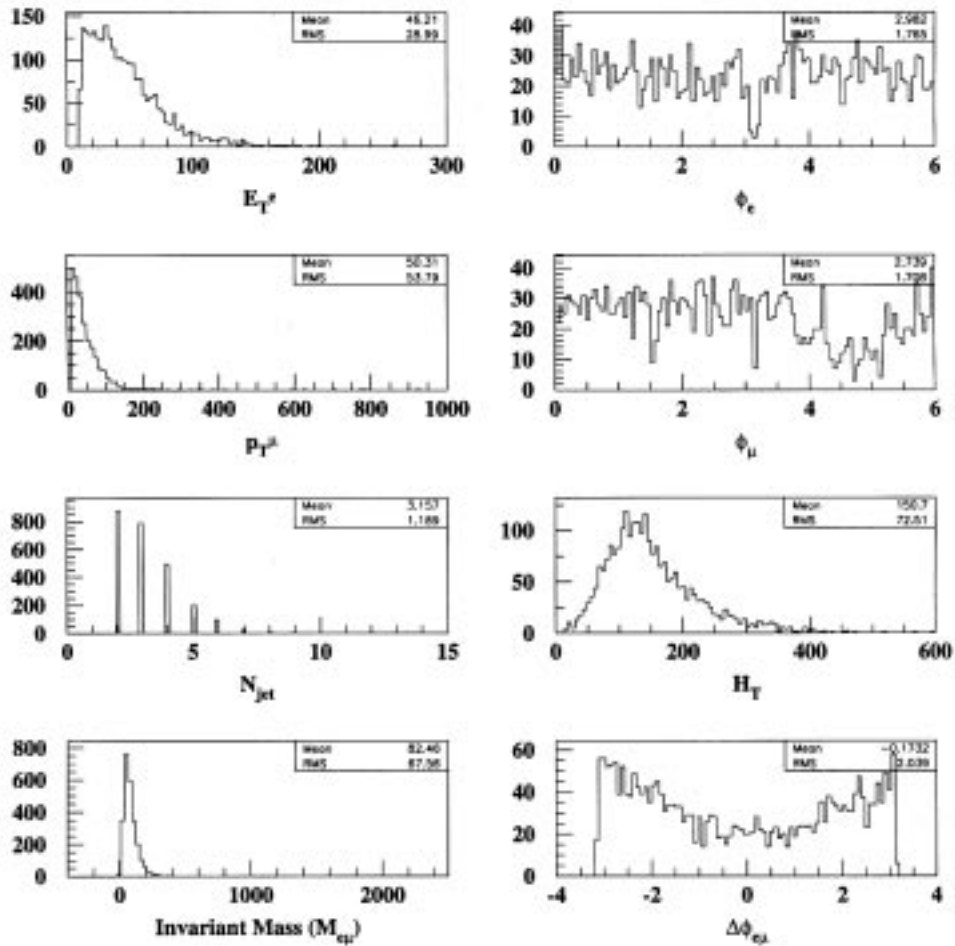 Mean 46.21
RMS 28.99
150
100
50
0
0 100 200 300
E_T^e
Mean 2.982
RMS 1.765
40
30
20
10
0
0 2 4 6
ϕ_e
Mean 50.31
RMS 53.79
400
200
0
0 200 400 600 800 1000
p_T^μ
Mean 2.739
RMS
40
30
20
10
0
0 2 4 6
ϕ_μ
Mean 3.157
RMS 1.189
800
600
400
200
0
0 5 10 15
N_jet
Mean 150.7
RMS 72.51
100
75
50
25
0
0 200 400 600
H_T
Mean 82.46
RMS 67.56
800
600
400
200
0
0 1000 2000
Invariant Mass (M_eμ)
Mean -0.1732
RMS 2.039
60
40
20
0
-4 -2 0 2 4
Δϕ_eμ